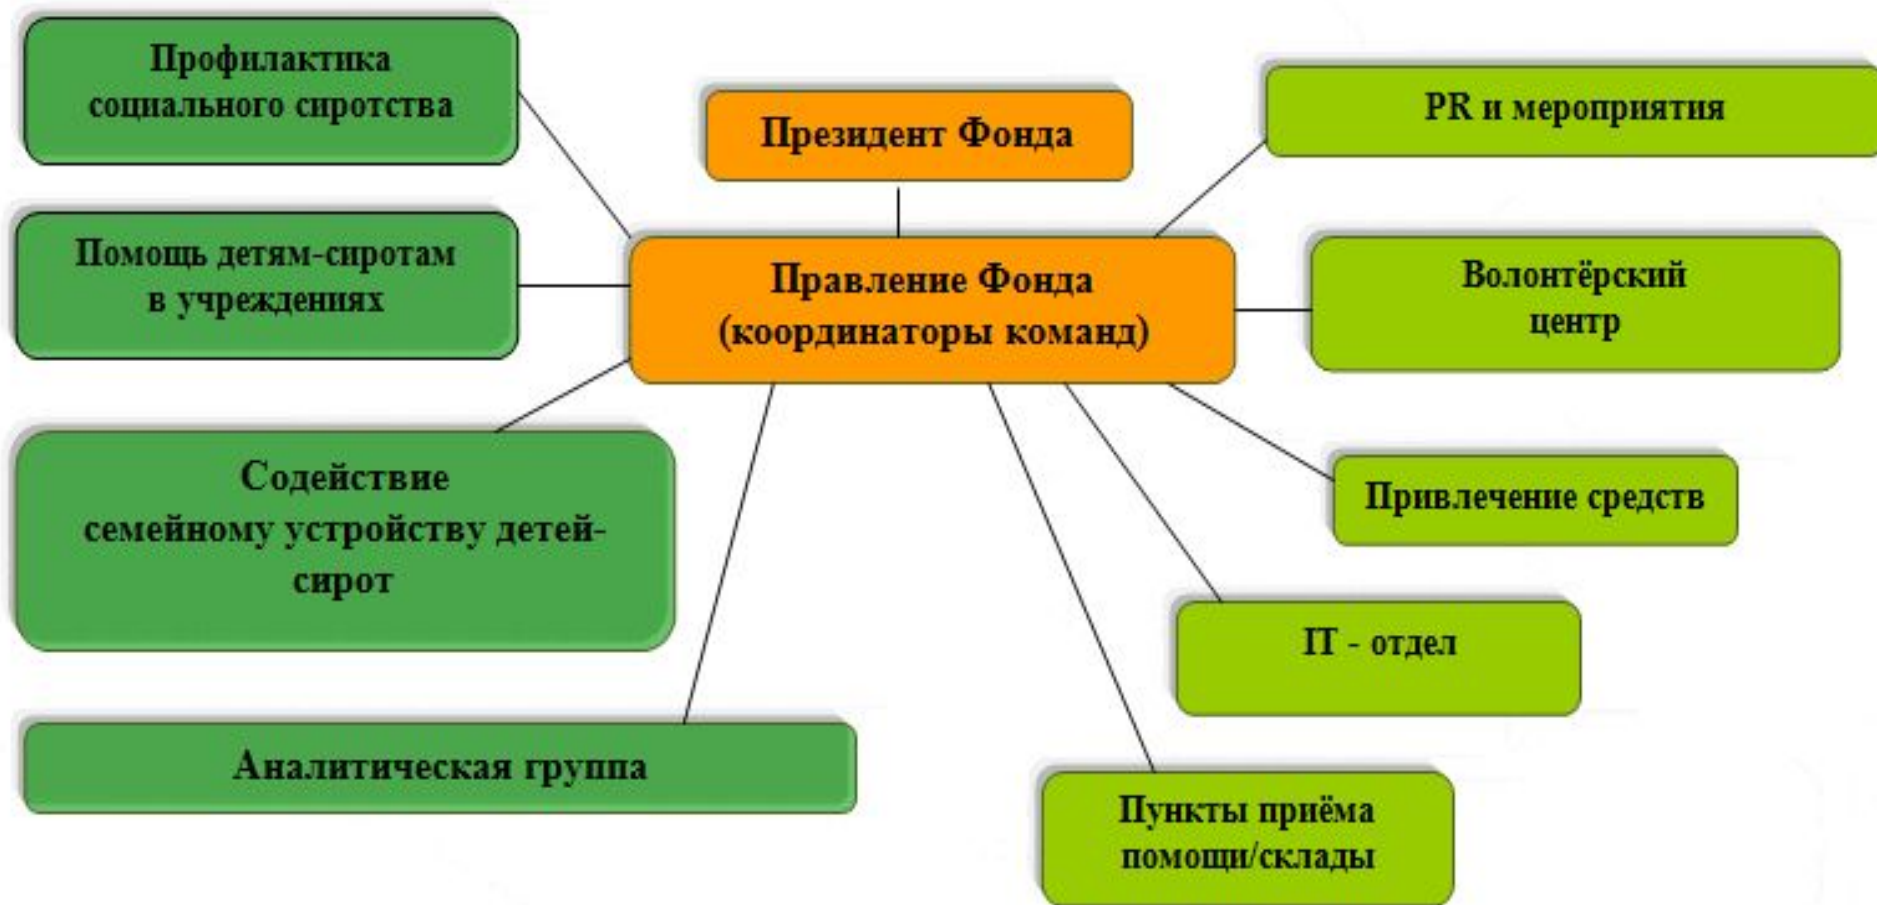 Профилактика
социального сиротства
Президент Фонда
PR и мероприятия
Помощь детям-сиротам
в учреждениях
Правление Фонда
(координаторы команд)
Волонтёрский
центр
Содействие
семейному устройству детей-
сирот
Привлечение средств
IT - отдел
Аналитическая группа
Пункты приёма
помощи/склады